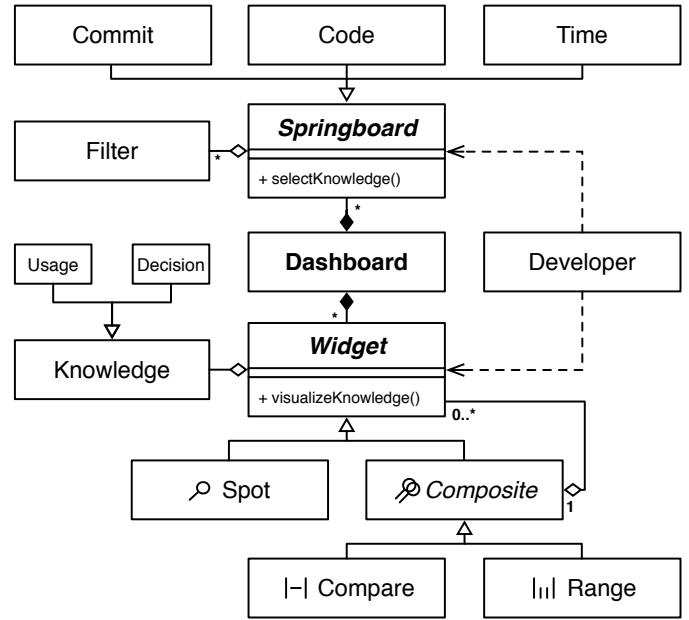 Commit
Code
Time
Springboard
Filter
*
+ selectKnowledge()
*
Usage
Decision
Dashboard
Developer
*
Widget
Knowledge
+ visualizeKnowledge()
0..*
Spot
Composite
1
Compare
Range